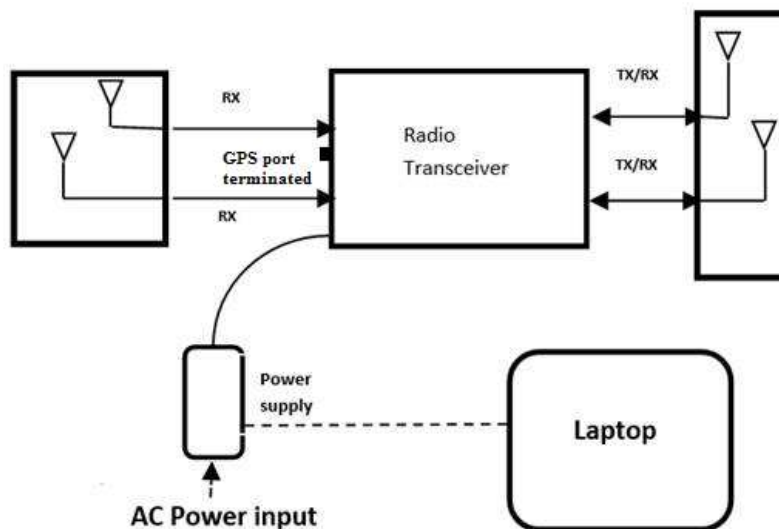 RX
GPS port
terminated
RX
Radio
Transceiver
TX/RX
TX/RX
Power
supply
Laptop
AC Power input